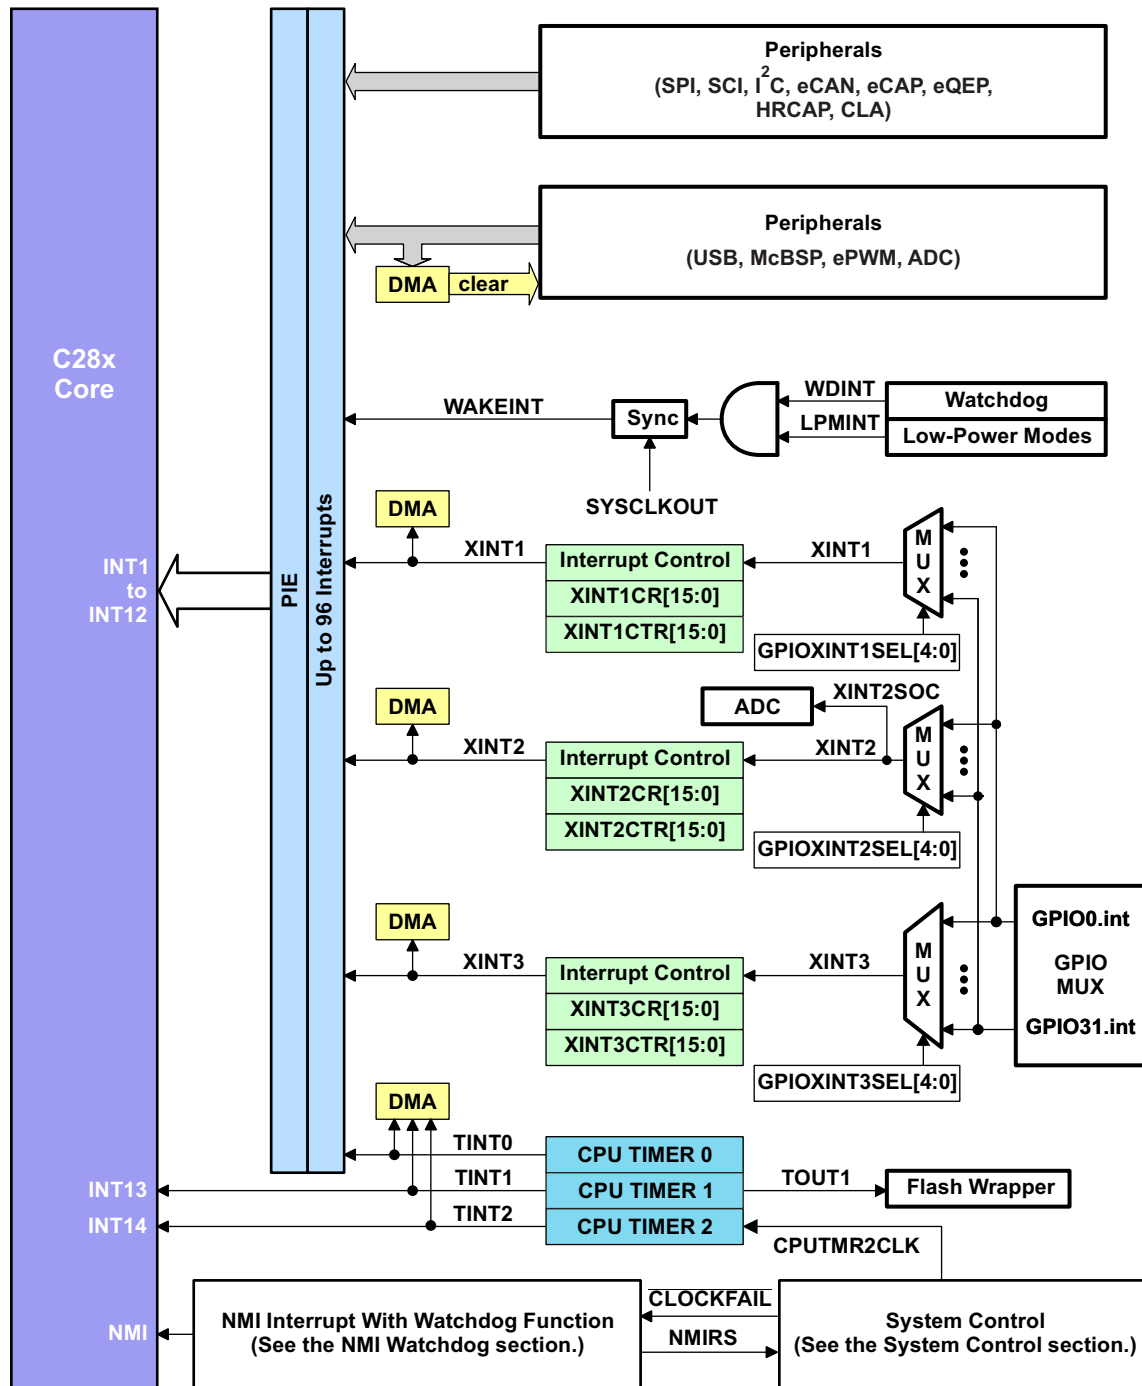 Peripherals
(SPI, SCI, I2C, eCAN, eCAP, eQEP,
HRCAP, CLA)
Peripherals
(USB, McBSP, ePWM, ADC)
DMA
clear
C28x
Core
WDINT
Watchdog
WAKEINT
Sync
LPMINT
Low-Power Modes
SYSCLKOUT
DMA
XINT1
Interrupt Control
XINT1
MUX
XINT1CR[15:0]
XINT1CTR[15:0]
GPIOXINT1SEL[4:0]
INT1
to
INT12
PIE
Up to 96 Interrupts
DMA
ADC
XINT2SOC
XINT2
Interrupt Control
XINT2
MUX
XINT2CR[15:0]
XINT2CTR[15:0]
GPIOXINT2SEL[4:0]
DMA
XINT3
Interrupt Control
XINT3
MUX
XINT3CR[15:0]
XINT3CTR[15:0]
GPIOXINT3SEL[4:0]
GPIO0.int
GPIO
MUX
GPIO31.int
DMA
TINT0
CPU TIMER 0
INT13
TINT1
CPU TIMER 1
TOUT1
Flash Wrapper
INT14
TINT2
CPU TIMER 2
CPUTMR2CLK
NMI
NMI Interrupt With Watchdog Function
(See the NMI Watchdog section.)
CLOCKFAIL
NMIRS
System Control
(See the System Control section.)